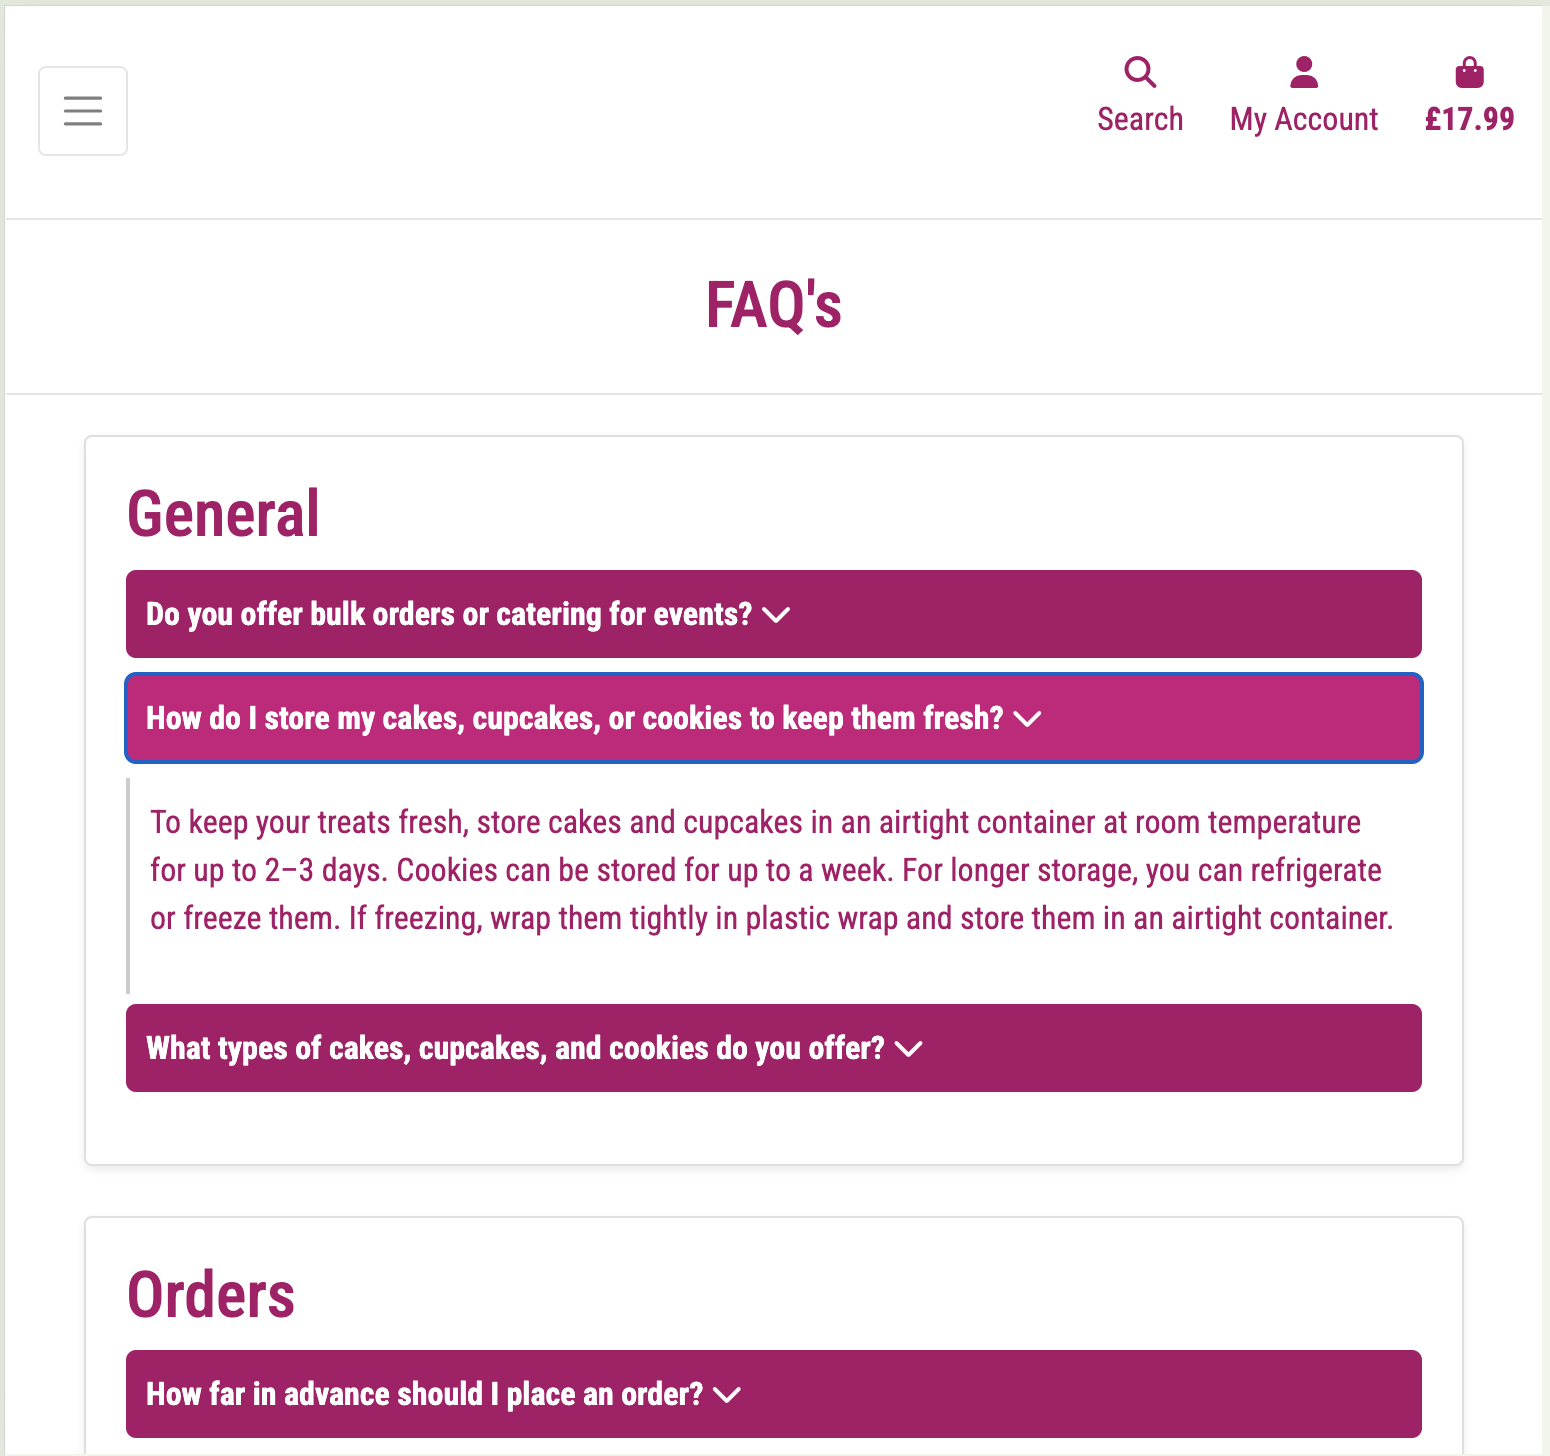 Search
My Account
£17.99
FAQ's
General
Do you offer bulk orders or catering for events?
How do I store my cakes, cupcakes, or cookies to keep them fresh?
To keep your treats fresh, store cakes and cupcakes in an airtight container at room temperature
for up to 2–3 days. Cookies can be stored for up to a week. For longer storage, you can refrigerate
or freeze them. If freezing, wrap them tightly in plastic wrap and store them in an airtight container.
What types of cakes, cupcakes, and cookies do you offer?
Orders
How far in advance should I place an order?